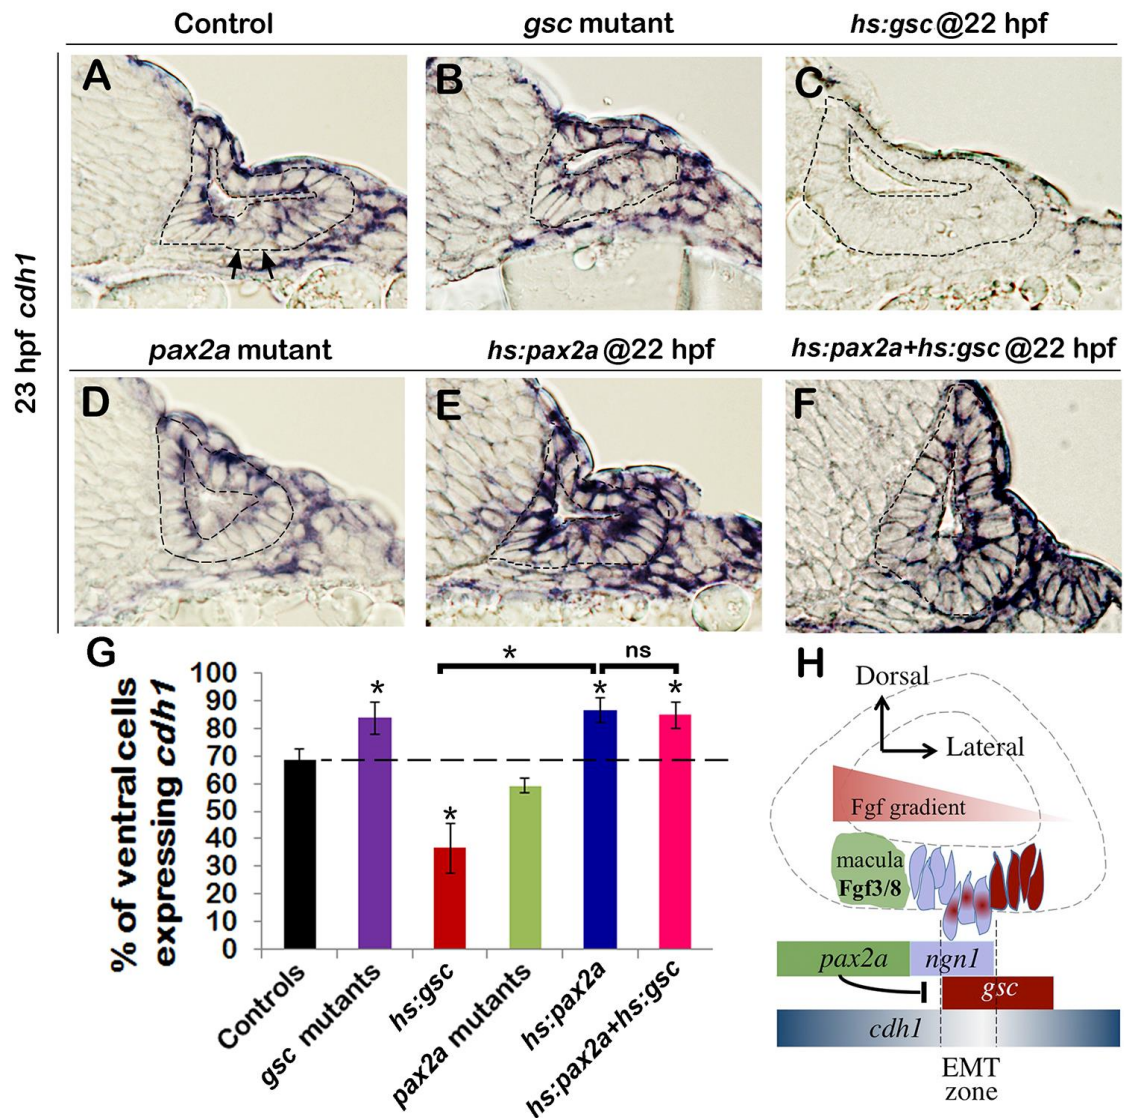 Control
gsc mutant
hs:gsc @22 hpf
A
B
C
23 hpf cdh1
pax2a mutant
hs:pax2a @22 hpf
hs:pax2a+hs:gsc @22 hpf
D
E
F
G
% of ventral cells
expressing cdh1
100
90
80
70
60
50
40
30
20
10
0
*
*
*
ns
*
*
Controls
gsc mutants
hs:gsc
pax2a mutants
hs:pax2a
hs:pax2a+hs:gsc
H
Dorsal
Lateral
Fgf gradient
macula
Fgf3/8
pax2a
ngn1
gsc
cdh1
EMT
zone